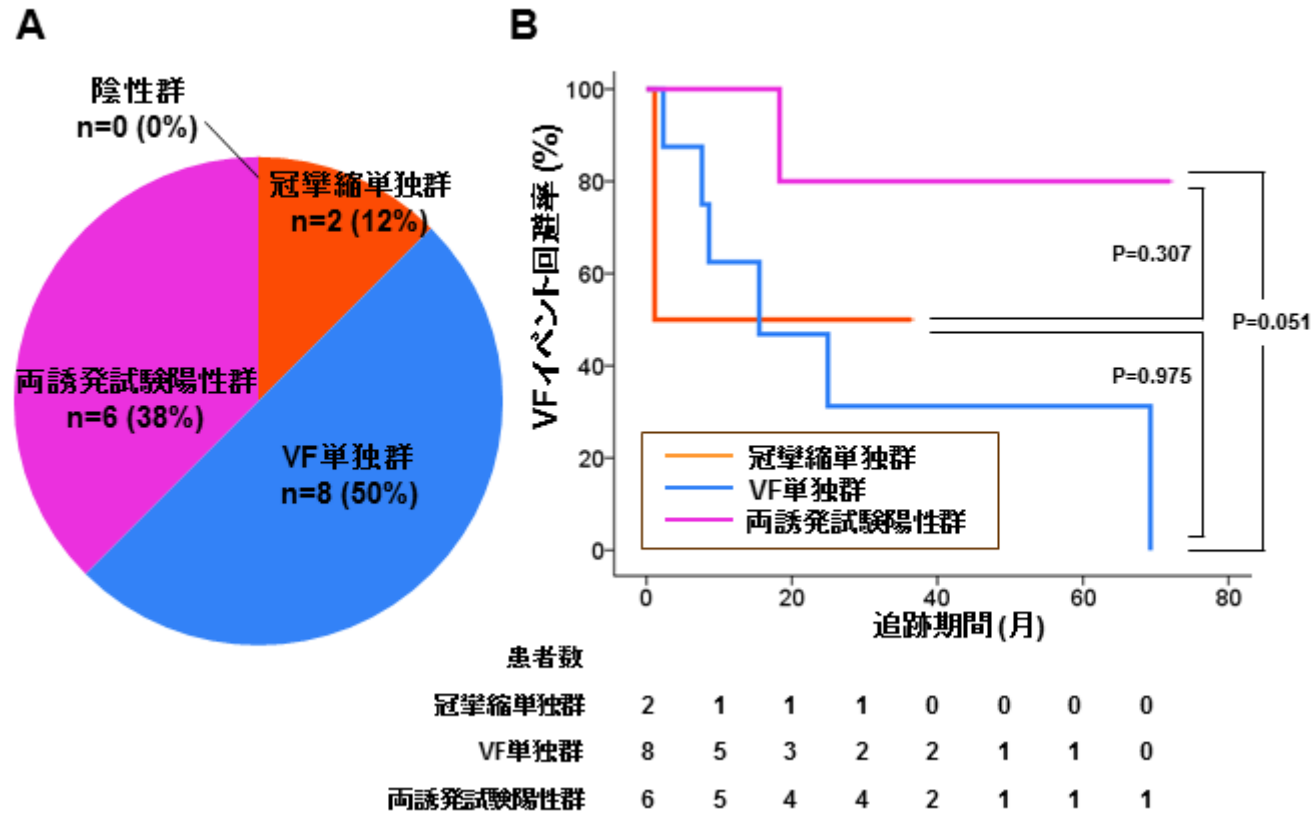 A
陰性群
n=0 (0%)
冠攣縮単独群
n=2 (12%)
両誘発試験陽性群
n=6 (38%)
VF単独群
n=8 (50%)
B
VFイベント回避率 (%)
100
80
60
40
20
0
P=0.307
P=0.051
P=0.975
冠攣縮単独群
VF単独群
両誘発試験陽性群
0 20 40 60 80
追跡期間 (月)
患者数
冠攣縮単独群 2 1 1 1 0 0 0 0
VF単独群 8 5 3 2 2 1 1 0
両誘発試験陽性群 6 5 4 4 2 1 1 1